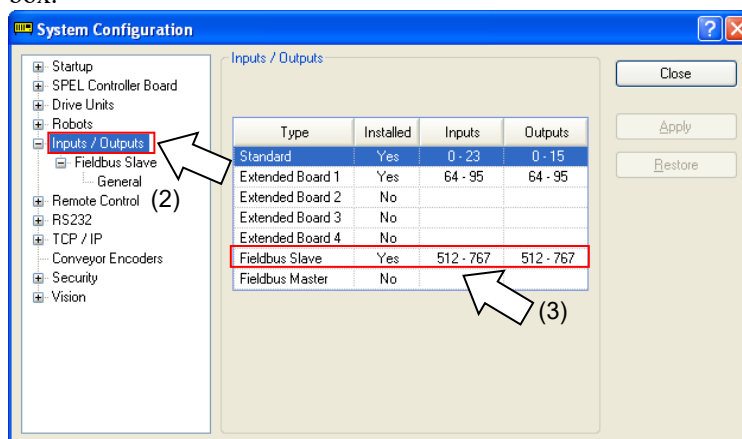 System Configuration
Startup
SPEL Controller Board
Drive Units
Robots
Inputs / Outputs
Fieldbus Slave
General
Remote Control
(2)
RS232
TCP / IP
Conveyor Encoders
Security
Vision
Inputs / Outputs
Type Installed Inputs Outputs
Standard Yes 0 - 23 0 - 15
Extended Board 1 Yes 64 - 95 64 - 95
Extended Board 2 No
Extended Board 3 No
Extended Board 4 No
Fieldbus Slave Yes 512 - 767 512 - 767
Fieldbus Master No
(3)
Close
Apply
Restore